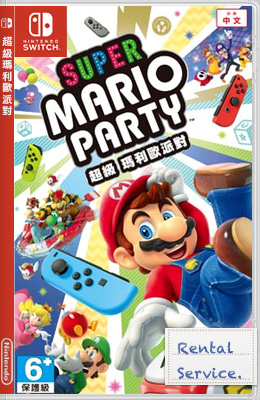 NINTENDO
SWITCH™
超級瑪利歐派對
Nintendo
中文
SUPER
MARIO
PARTY
超級 瑪利歐派對
6+
保護級
Rental
Service.